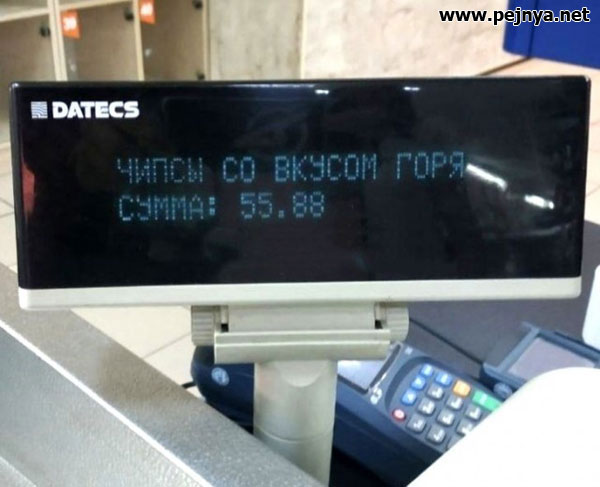 www.pejnya.net
DATECS
ЧИПСЫ СО ВКУСОМ ГОРЯ
СУММА: 55.88